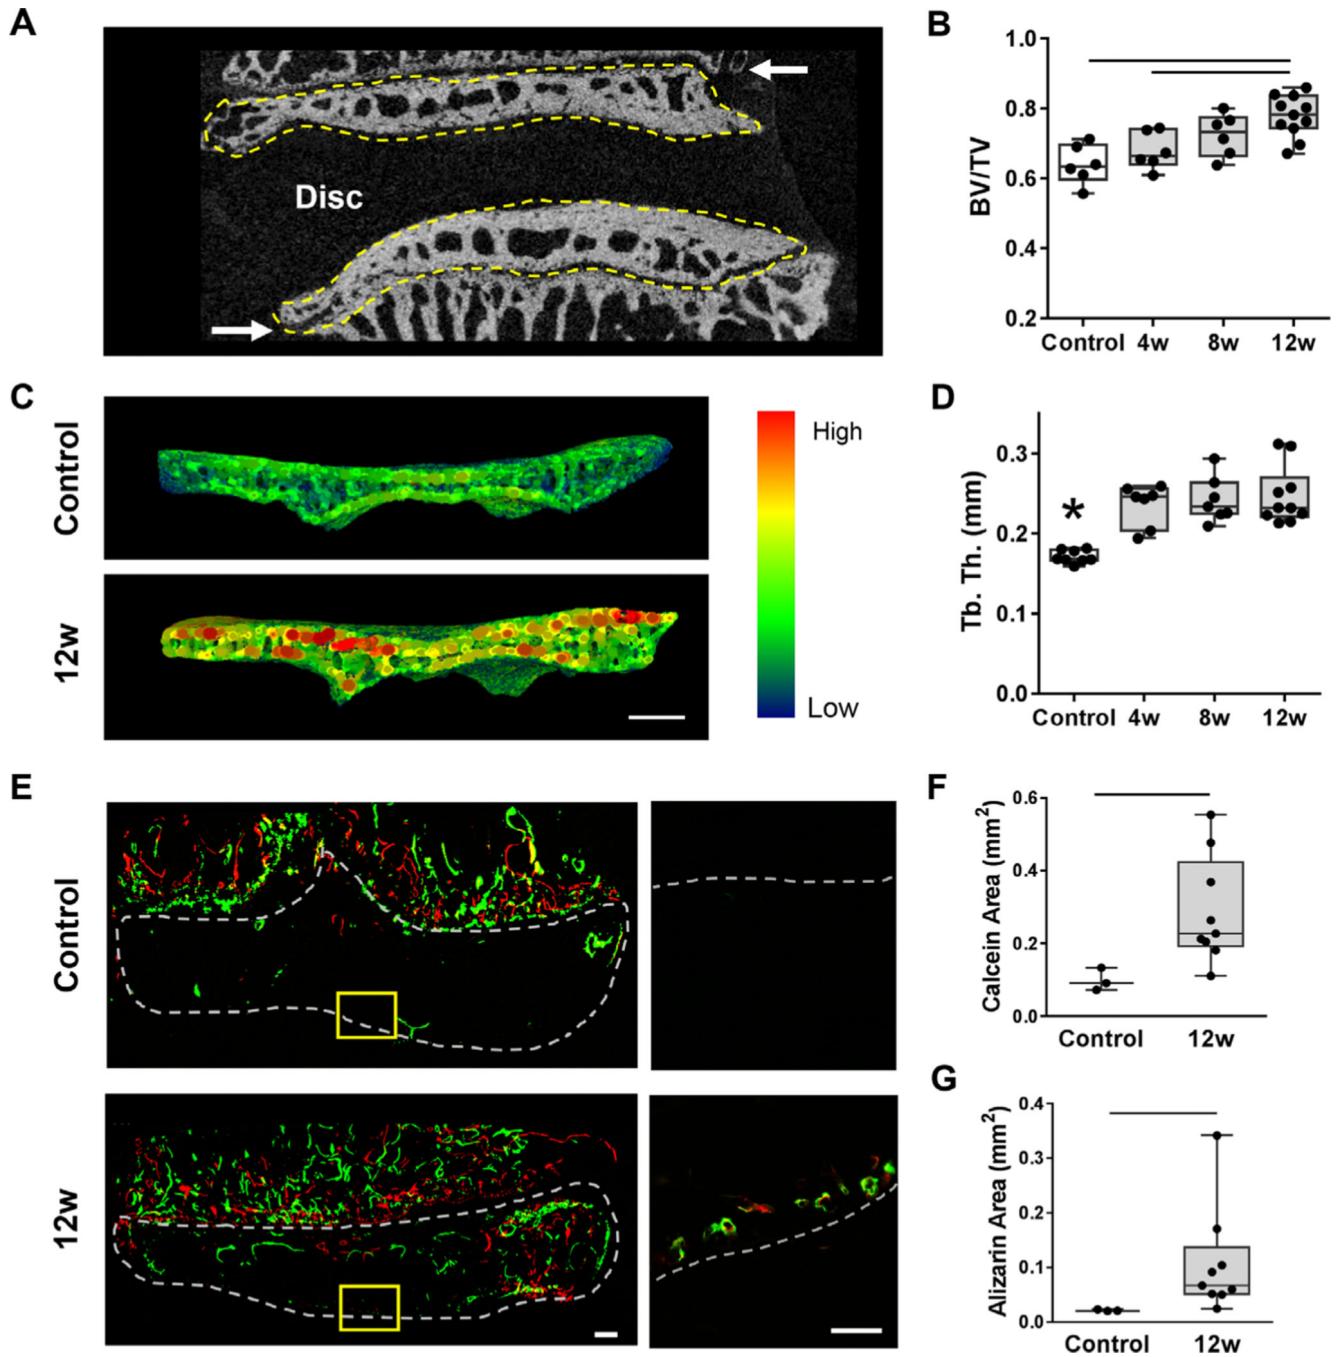 A
Disc
B
BV/TV
1.0
0.8
0.6
0.4
0.2
Control 4w 8w 12w
C
Control
12w
High
Low
D
Tb. Th. (mm)
0.3
0.2
0.1
0.0
*
Control 4w 8w 12w
E
Control
12w
F
Calcein Area (mm²)
0.6
0.4
0.2
0.0
Control 12w
G
Alizarin Area (mm²)
0.4
0.3
0.2
0.1
0.0
Control 12w